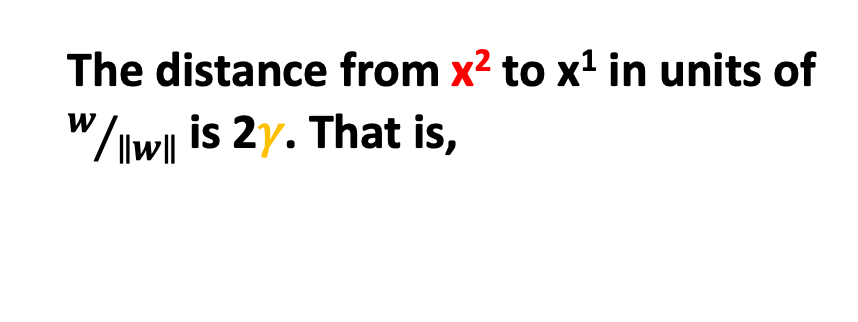 The distance from x² to x¹ in units of
w/‖w‖ is 2γ. That is,